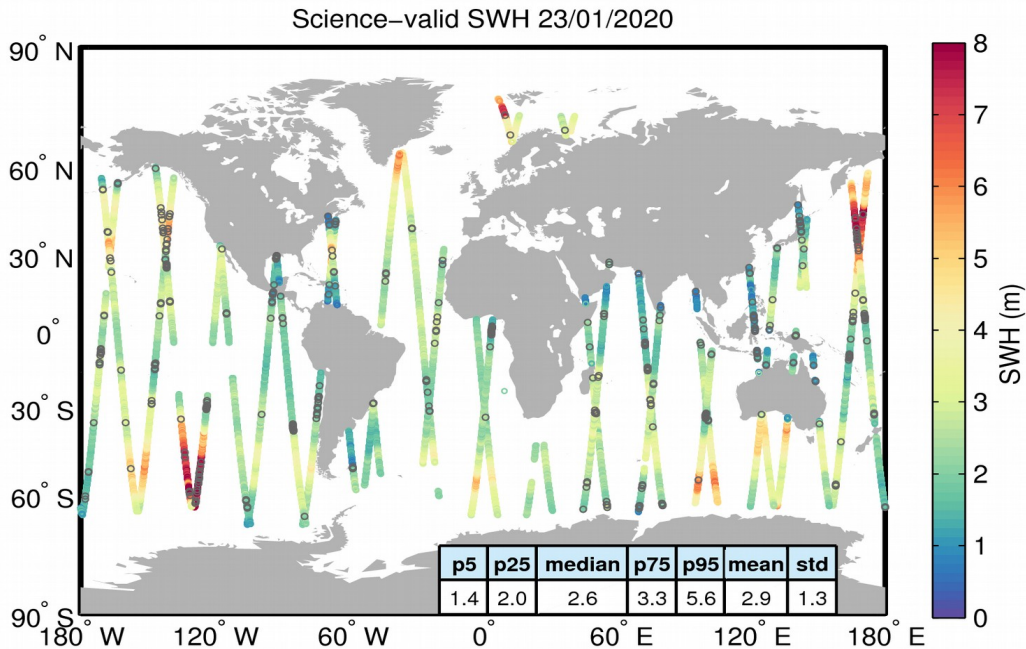 Science−valid SWH 23/01/2020
90° N
60° N
30° N
0°
30° S
60° S
90° S
180° W
120° W
60° W
0°
60° E
120° E
180° E
p5 p25 median p75 p95 mean std
1.4 2.0 2.6 3.3 5.6 2.9 1.3
8
7
6
5
4
3
2
1
0
SWH (m)